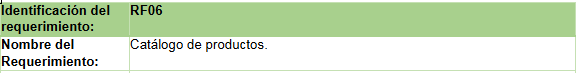 Identificación del RF06
requerimiento:
Nombre del Catálogo de productos.
Requerimiento: